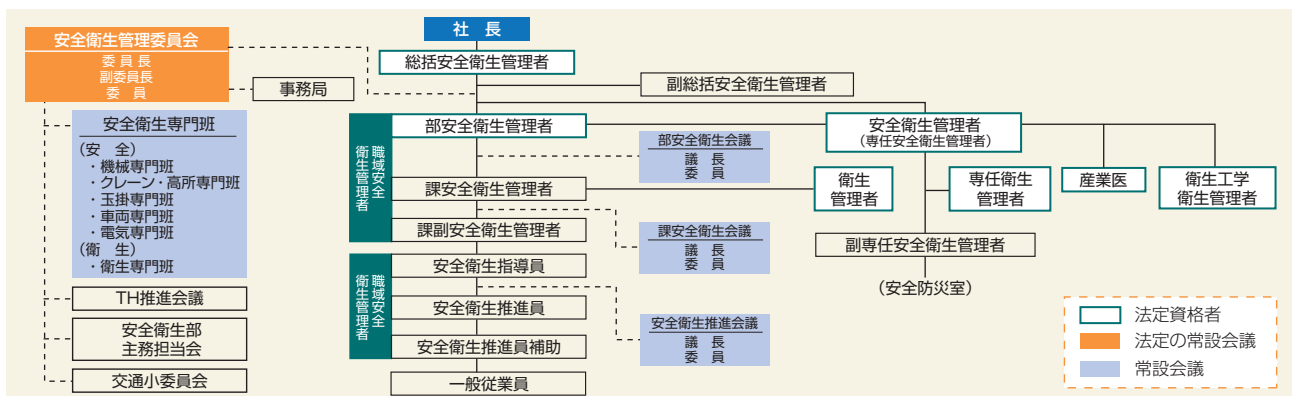 社　長
安全衛生管理委員会
委 員 長
副委員長
委　員
事務局
総括安全衛生管理者
副総括安全衛生管理者
安全衛生専門班
（安　全）
・機械専門班
・クレーン・高所専門班
・玉掛専門班
・車両専門班
・電気専門班
（衛　生）
・衛生専門班
TH推進会議
安全衛生部
主務担当会
交通小委員会
職域安全
衛生管理者
部安全衛生管理者
課安全衛生管理者
課副安全衛生管理者
職域安全
衛生管理者
安全衛生指導員
安全衛生推進員
安全衛生推進員補助
一般従業員
部安全衛生会議
議　長
委　員
課安全衛生会議
議　長
委　員
安全衛生推進会議
議　長
委　員
安全衛生管理者
（専任安全衛生管理者）
衛生
管理者
専任衛生
管理者
産業医
衛生工学
衛生管理者
副専任安全衛生管理者
（安全防災室）
法定資格者
法定の常設会議
常設会議